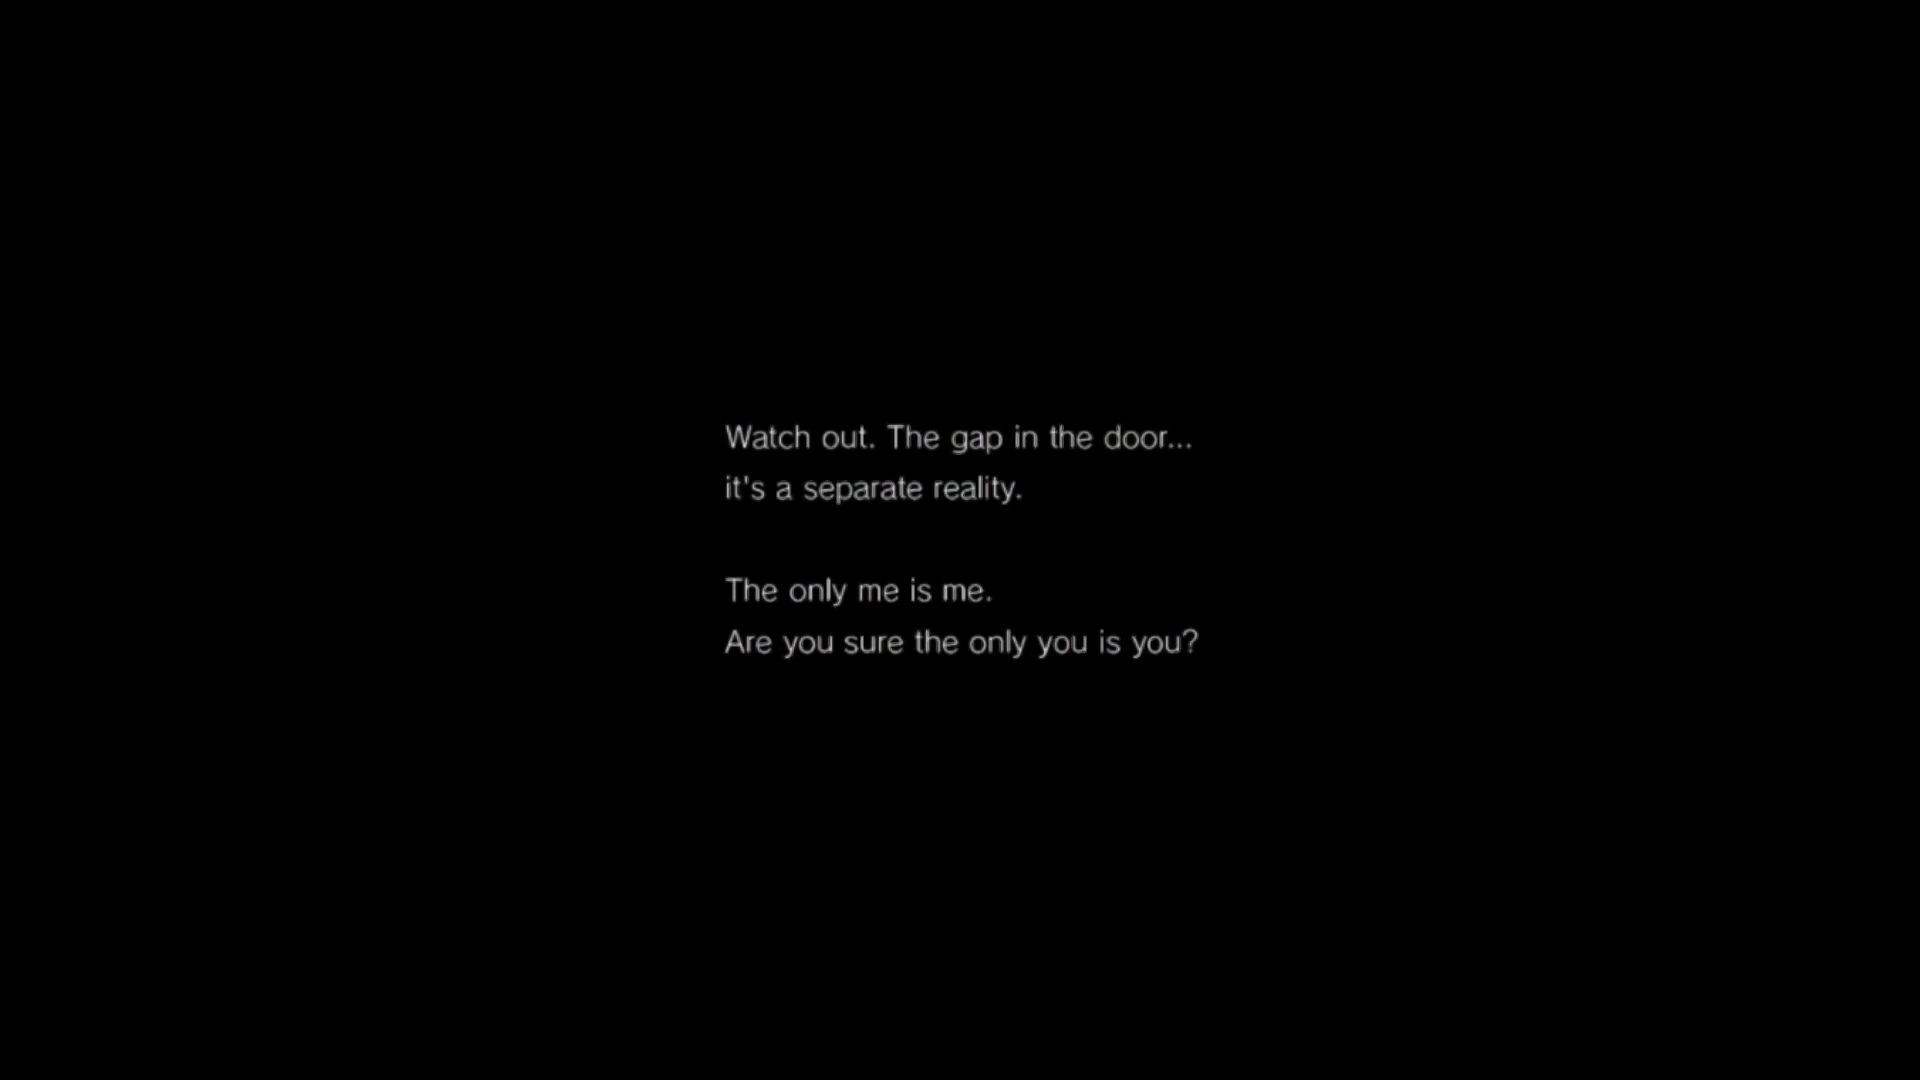 Watch out. The gap in the door...
it's a separate reality.
The only me is me.
Are you sure the only you is you?